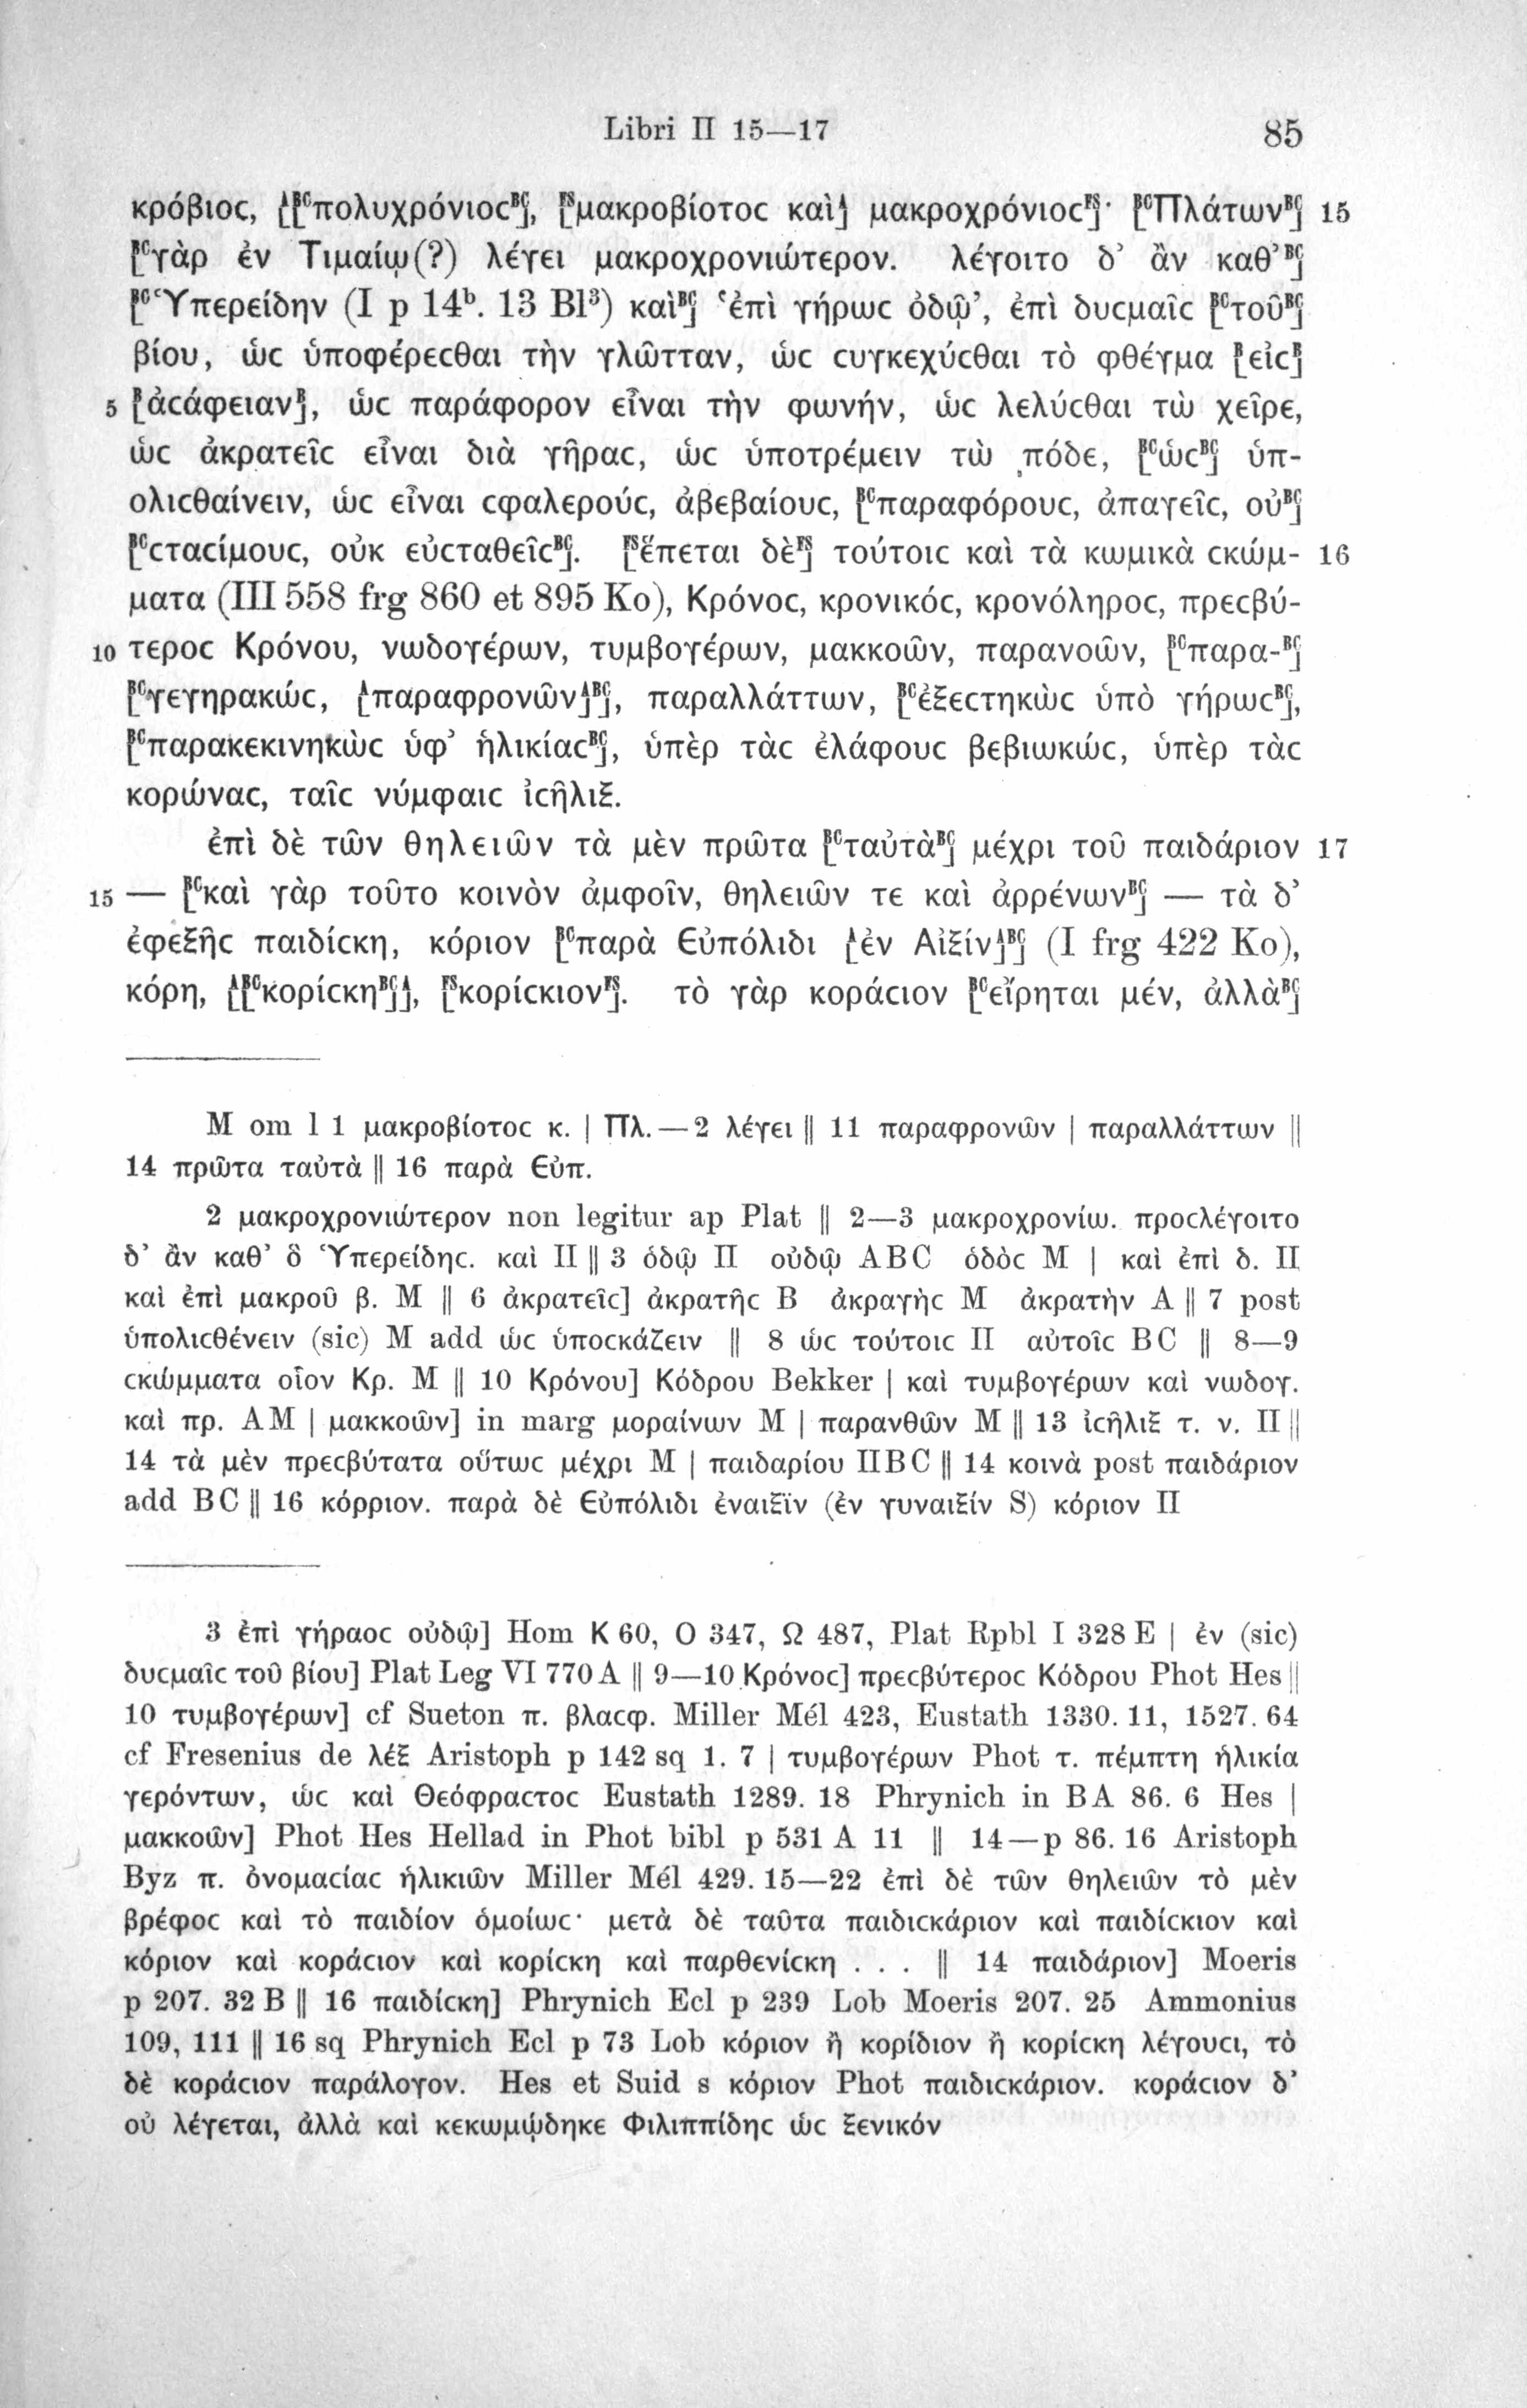 Libri II 15—17 85
κρόβιοϲ, [ᴬ[ᴮᶜπολυχρόνιοϲᴮᶜ], [ᶠˢμακροβίοτοϲ καὶᴬ] μακροχρόνιοϲᶠˢ]· [ᴮᶜΠλάτωνᴮᶜ] 15
[ᴮᶜγὰρ ἐν Τιμαίῳ(?) λέγει μακροχρονιώτερον. λέγοιτο δ’ ἂν καθ’ᴮᶜ]
[ᴮᶜὙπερείδην (I p 14ᵇ. 13 Bl³) καὶᴮᶜ] ‘ἐπὶ γήρωϲ ὁδῷ’, ἐπὶ δυϲμαῖϲ [ᴮᶜτοῦᴮᶜ]
βίου, ὡϲ ὑποφέρεϲθαι τὴν γλῶτταν, ὡϲ ϲυγκεχύϲθαι τὸ φθέγμα [ᴮεἰϲᴮ]
5 [ᴮἀϲάφειανᴮ], ὡϲ παράφορον εἶναι τὴν φωνήν, ὡϲ λελύϲθαι τὼ χεῖρε,
ὡϲ ἀκρατεῖϲ εἶναι διὰ γῆραϲ, ὡϲ ὑποτρέμειν τὼ πόδε, [ᴮᶜὡϲᴮᶜ] ὑπ-
ολιϲθαίνειν, ὡϲ εἶναι ϲφαλερούϲ, ἀβεβαίουϲ, [ᴮᶜπαραφόρουϲ, ἀπαγεῖϲ, οὐᴮᶜ]
[ᴮᶜϲταϲίμουϲ, οὐκ εὐϲταθεῖϲᴮᶜ]. [ᶠˢἕπεται δὲᶠˢ] τούτοιϲ καὶ τὰ κωμικὰ ϲκώμ- 16
ματα (III 558 frg 860 et 895 Ko), Κρόνοϲ, κρονικόϲ, κρονόληροϲ, πρεϲβύ-
10 τεροϲ Κρόνου, νωδογέρων, τυμβογέρων, μακκοῶν, παρανοῶν, [ᴮᶜπαρα-ᴮᶜ]
[ᴮᶜγεγηρακώϲ, [ᴬπαραφρονῶνᴬ]ᴮᶜ], παραλλάττων, [ᴮᶜἐξεϲτηκὼϲ ὑπὸ γήρωϲᴮᶜ],
[ᴮᶜπαρακεκινηκὼϲ ὑφ’ ἡλικίαϲᴮᶜ], ὑπὲρ τὰϲ ἐλάφουϲ βεβιωκώϲ, ὑπὲρ τὰϲ
κορώναϲ, ταῖϲ νύμφαιϲ ἰϲῆλιξ.
ἐπὶ δὲ τῶν θηλειῶν τὰ μὲν πρῶτα [ᴮᶜταὐτὰᴮᶜ] μέχρι τοῦ παιδάριον 17
15 — [ᴮᶜκαὶ γὰρ τοῦτο κοινὸν ἀμφοῖν, θηλειῶν τε καὶ ἀρρένωνᴮᶜ] — τὰ δ’
ἐφεξῆϲ παιδίϲκη, κόριον [ᴮᶜπαρὰ Εὐπόλιδι [ᴬἐν Αἰξίνᴬ]ᴮᶜ] (I frg 422 Ko),
κόρη, [ᴬ[ᴮᶜκορίϲκηᴮᶜ]ᴬ], [ᶠˢκορίϲκιονᶠˢ]. τὸ γὰρ κοράϲιον [ᴮᶜεἴρηται μέν, ἀλλὰᴮᶜ]
M om l 1 μακροβίοτοϲ κ. | Πλ. — 2 λέγει || 11 παραφρονῶν | παραλλάττων ||
14 πρῶτα ταὐτὰ || 16 παρὰ Εὐπ.
2 μακροχρονιώτερον non legitur ap Plat || 2—3 μακροχρονίω. προϲλέγοιτο
δ’ ἂν καθ’ ὃ Ὑπερείδηϲ. καὶ II || 3 ὁδῷ II οὐδῷ ABC ὁδὸϲ M | καὶ ἐπὶ δ. II
καὶ ἐπὶ μακροῦ β. M || 6 ἀκρατεῖϲ] ἀκρατῆϲ B ἀκραγὴϲ M ἀκρατὴν A || 7 post
ὑπολιϲθένειν (sic) M add ὡϲ ὑποϲκάζειν || 8 ὡϲ τούτοιϲ II αὐτοῖϲ BC || 8—9
ϲκώμματα οἷον Κρ. M || 10 Κρόνου] Κόδρου Bekker | καὶ τυμβογέρων καὶ νωδογ.
καὶ πρ. AM | μακκοῶν] in marg μοραίνων M | παρανθῶν M || 13 ἰϲῆλιξ τ. ν. II ||
14 τὰ μὲν πρεϲβύτατα οὕτωϲ μέχρι M | παιδαρίου IIBC || 14 κοινὰ post παιδάριον
add BC || 16 κόρριον. παρὰ δὲ Εὐπόλιδι ἐναιξῒν (ἐν γυναιξίν S) κόριον II
3 ἐπὶ γήραοϲ οὐδῷ] Hom Κ 60, Ο 347, Ω 487, Plat Rpbl I 328 E | ἐν (sic)
δυϲμαῖϲ τοῦ βίου] Plat Leg VI 770 A || 9—10 Κρόνοϲ] πρεϲβύτεροϲ Κόδρου Phot Hes ||
10 τυμβογέρων] cf Sueton π. βλαϲφ. Miller Mél 423, Eustath 1330. 11, 1527. 64
cf Fresenius de λέξ Aristoph p 142 sq 1. 7 | τυμβογέρων Phot τ. πέμπτη ἡλικία
γερόντων, ὡϲ καὶ Θεόφραϲτοϲ Eustath 1289. 18 Phrynich in BA 86. 6 Hes |
μακκοῶν] Phot Hes Hellad in Phot bibl p 531 A 11 || 14—p 86. 16 Aristoph
Byz π. ὀνομαϲίαϲ ἡλικιῶν Miller Mél 429. 15—22 ἐπὶ δὲ τῶν θηλειῶν τὸ μὲν
βρέφοϲ καὶ τὸ παιδίον ὁμοίωϲ· μετὰ δὲ ταῦτα παιδιϲκάριον καὶ παιδίϲκιον καὶ
κόριον καὶ κοράϲιον καὶ κορίϲκη καὶ παρθενίϲκη . . . || 14 παιδάριον] Moeris
p 207. 32 B || 16 παιδίϲκη] Phrynich Ecl p 239 Lob Moeris 207. 25 Ammonius
109, 111 || 16 sq Phrynich Ecl p 73 Lob κόριον ἢ κορίδιον ἢ κορίϲκη λέγουϲι, τὸ
δὲ κοράϲιον παράλογον. Hes et Suid s κόριον Phot παιδιϲκάριον. κοράϲιον δ’
οὐ λέγεται, ἀλλὰ καὶ κεκωμῴδηκε Φιλιππίδηϲ ὡϲ ξενικόν